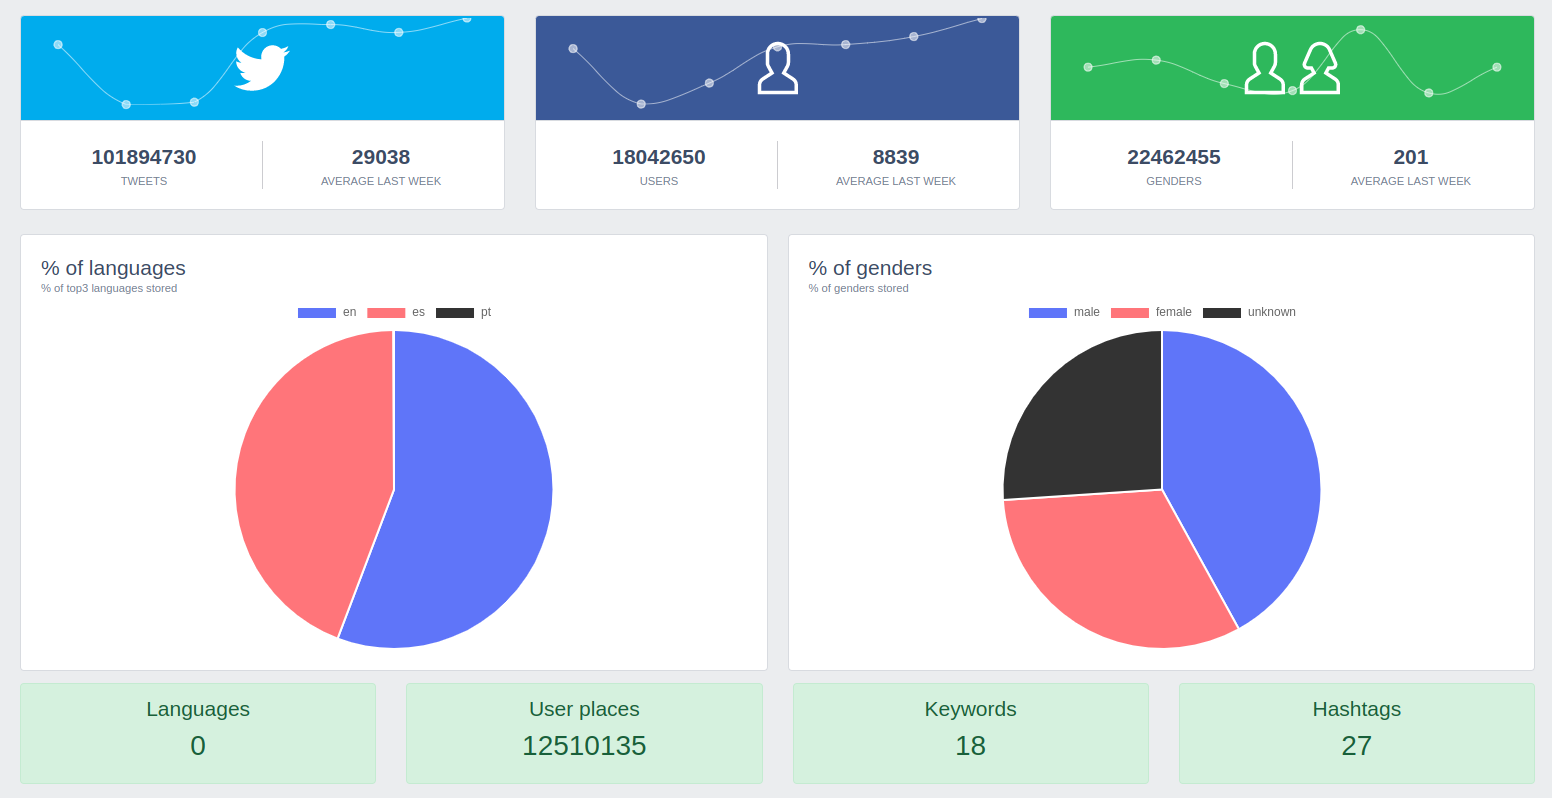 101894730
TWEETS
29038
AVERAGE LAST WEEK
18042650
USERS
8839
AVERAGE LAST WEEK
22462455
GENDERS
201
AVERAGE LAST WEEK
% of languages
% of top3 languages stored
en es pt
% of genders
% of genders stored
male female unknown
Languages
0
User places
12510135
Keywords
18
Hashtags
27